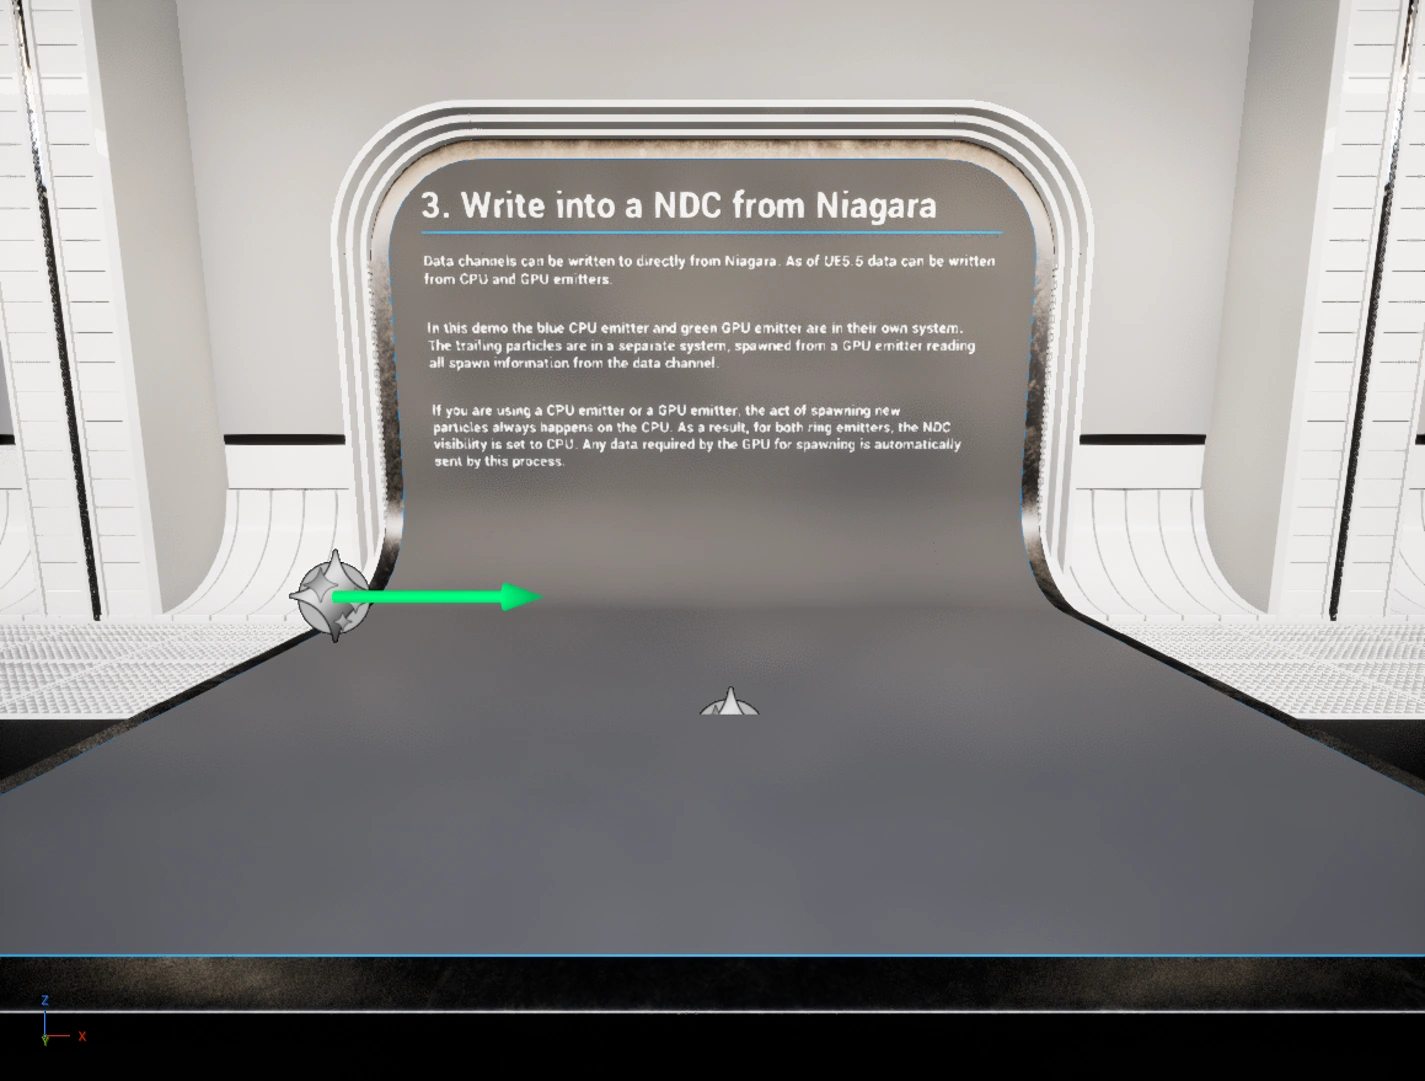 3. Write into a NDC from Niagara
Data channels can be written to directly from Niagara. As of UE5.5 data can be written
from CPU and GPU emitters.
In this demo the blue CPU emitter and green GPU emitter are in their own system.
The trailing particles are in a separate system, spawned from a GPU emitter reading
all spawn information from the data channel.
If you are using a CPU emitter or a GPU emitter, the act of spawning new
particles always happens on the CPU. As a result, for both ring emitters, the NDC
visibility is set to CPU. Any data required by the GPU for spawning is automatically
sent by this process.
Z
X
Y